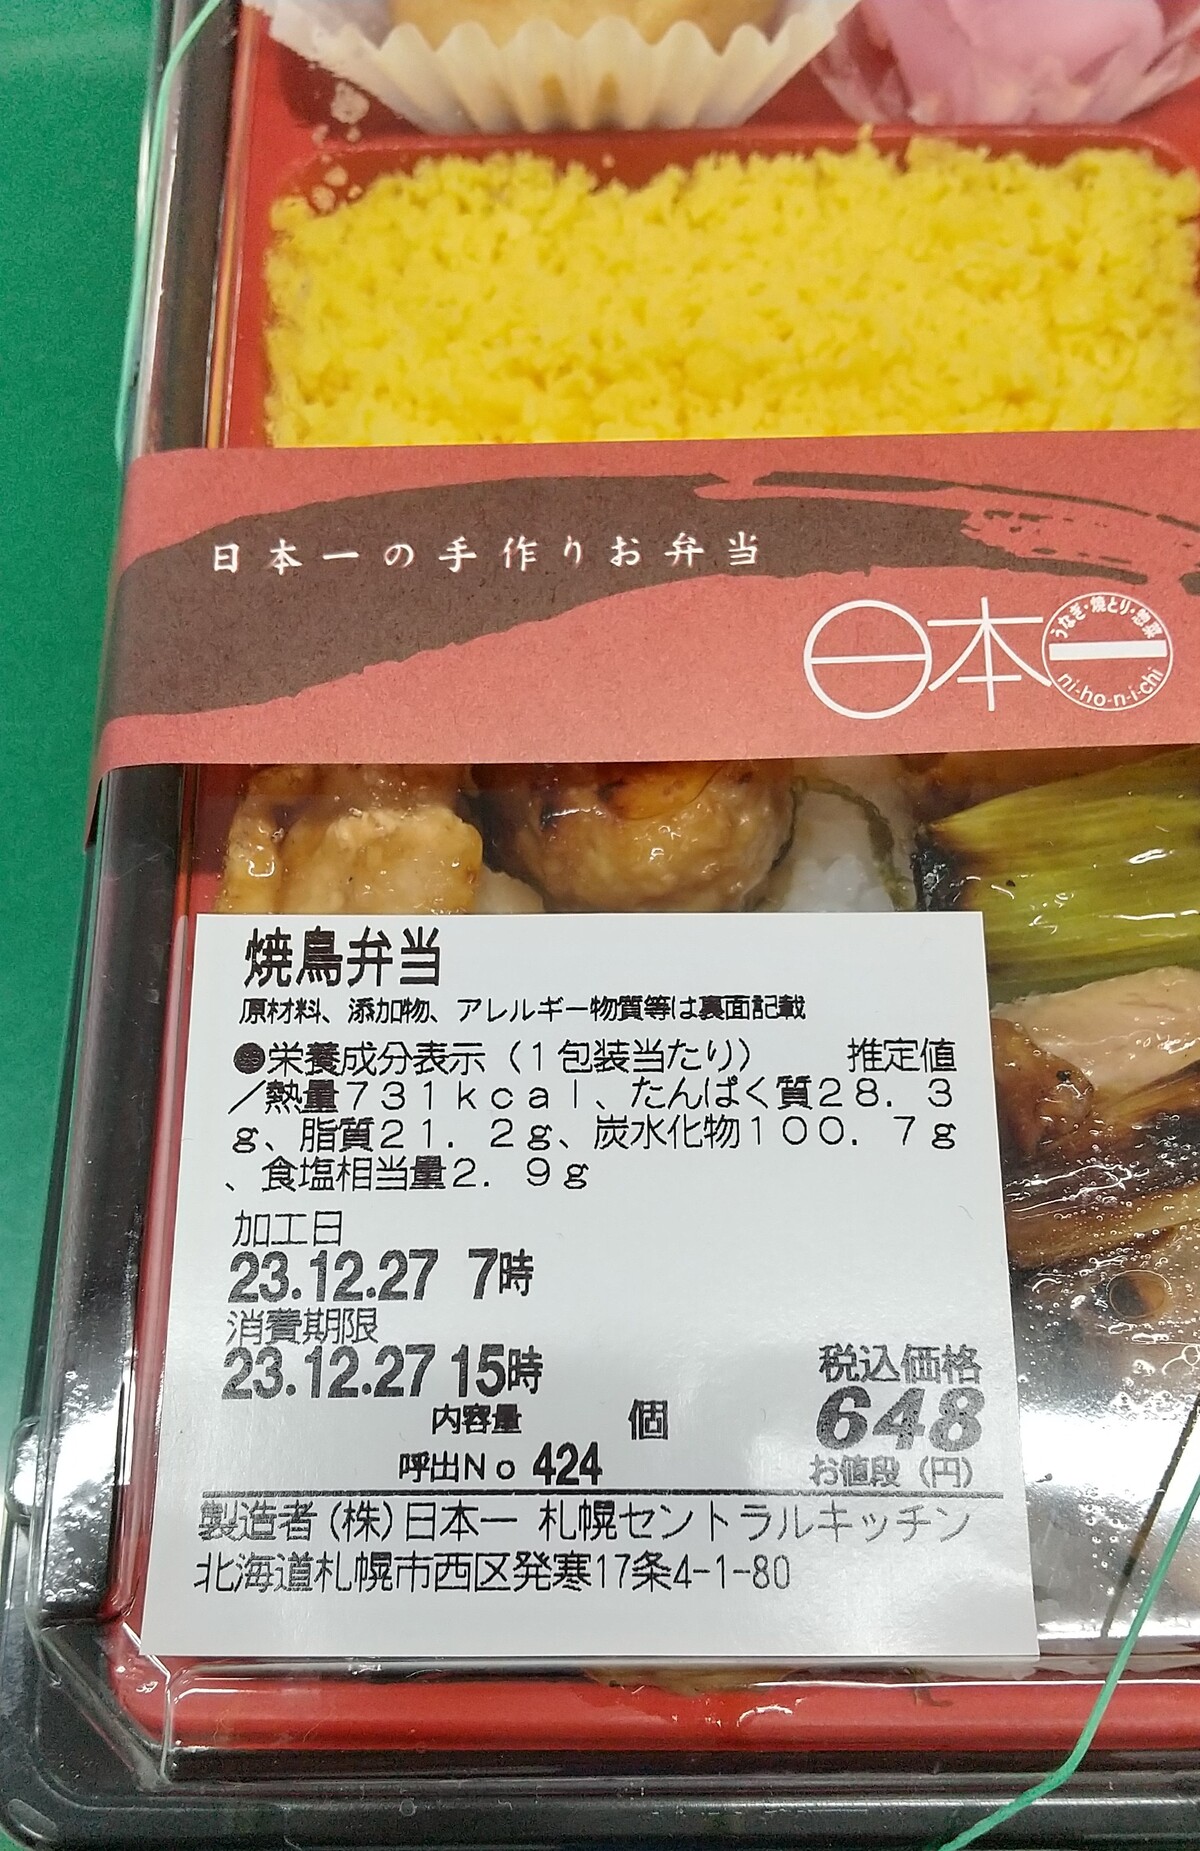 日本一の手作りお弁当
日本一
うなぎ・焼とり・惣菜
ni-ho-n-i-chi
焼鳥弁当
原材料、添加物、アレルギー物質等は裏面記載
栄養成分表示（1包装当たり） 推定値
／熱量731kcal、たんぱく質28．3
g、脂質21．2g、炭水化物100．7g
、食塩相当量2．9g
加工日
23.12.27 7時
消費期限
23.12.27 15時
税込価格
648
内容量 個
お値段（円）
呼出No 424
製造者(株)日本一 札幌セントラルキッチン
北海道札幌市西区発寒17条4-1-80